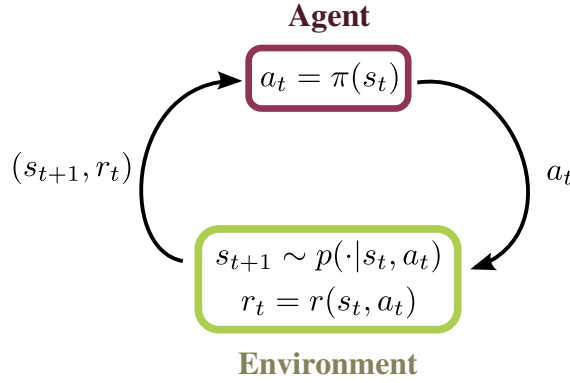 Agent
a_t = π(s_t)
(s_{t+1}, r_t)
a_t
s_{t+1} ∼ p(·|s_t, a_t)
r_t = r(s_t, a_t)
Environment